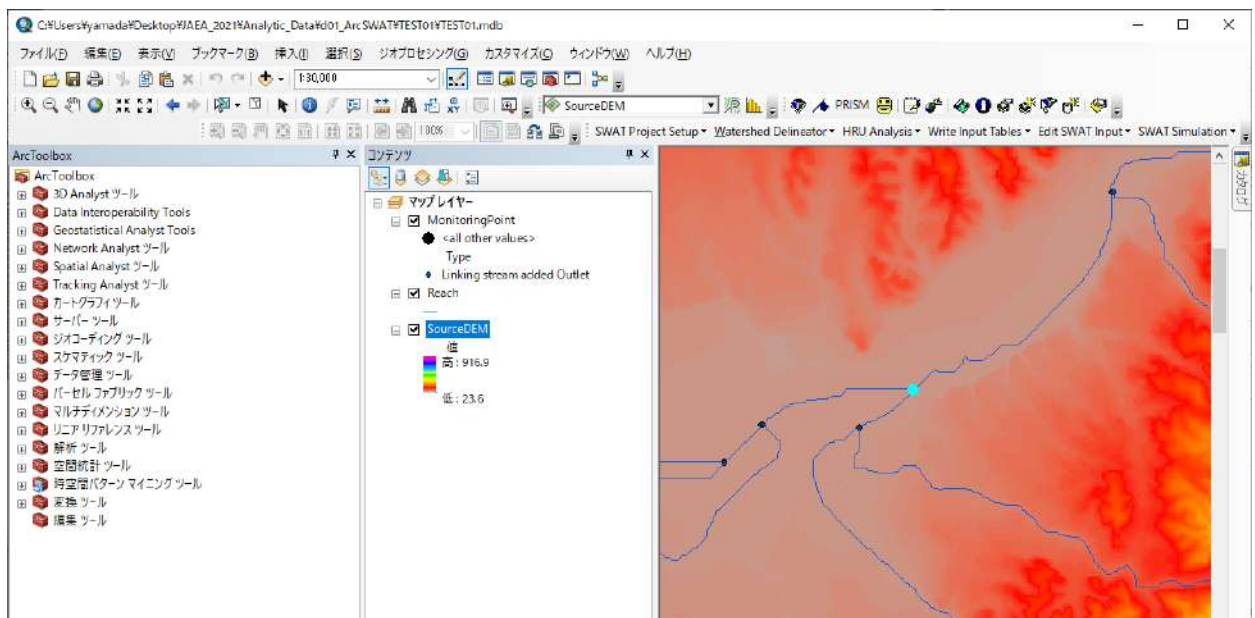 C:¥Users¥yamada¥Desktop¥JAEA_2021¥Analytic_Data¥d01_ArcSWAT¥TEST01¥TEST01.mdb
ファイル(F) 編集(E) 表示(V) ブックマーク(B) 挿入(I) 選択(S) ジオプロセシング(G) カスタマイズ(C) ウィンドウ(W) ヘルプ(H)
1:30,000
SourceDEM PRISM
100% SWAT Project Setup Watershed Delineator HRU Analysis Write Input Tables Edit SWAT Input SWAT Simulation
ArcToolbox
ArcToolbox
3D Analyst ツール
Data Interoperability Tools
Geostatistical Analyst Tools
Network Analyst ツール
Spatial Analyst ツール
Tracking Analyst ツール
カートグラフィ ツール
サーバー ツール
ジオコーディング ツール
スケマティック ツール
データ管理 ツール
パーセル ファブリック ツール
マルチディメンション ツール
リニア リファレンス ツール
解析 ツール
空間統計 ツール
時空間パターン マイニング ツール
変換 ツール
編集 ツール
コンテンツ
マップ レイヤー
MonitoringPoint
<all other values>
Type
Linking stream added Outlet
Reach
SourceDEM
値
高 : 916.9
低 : 23.6
カタログ